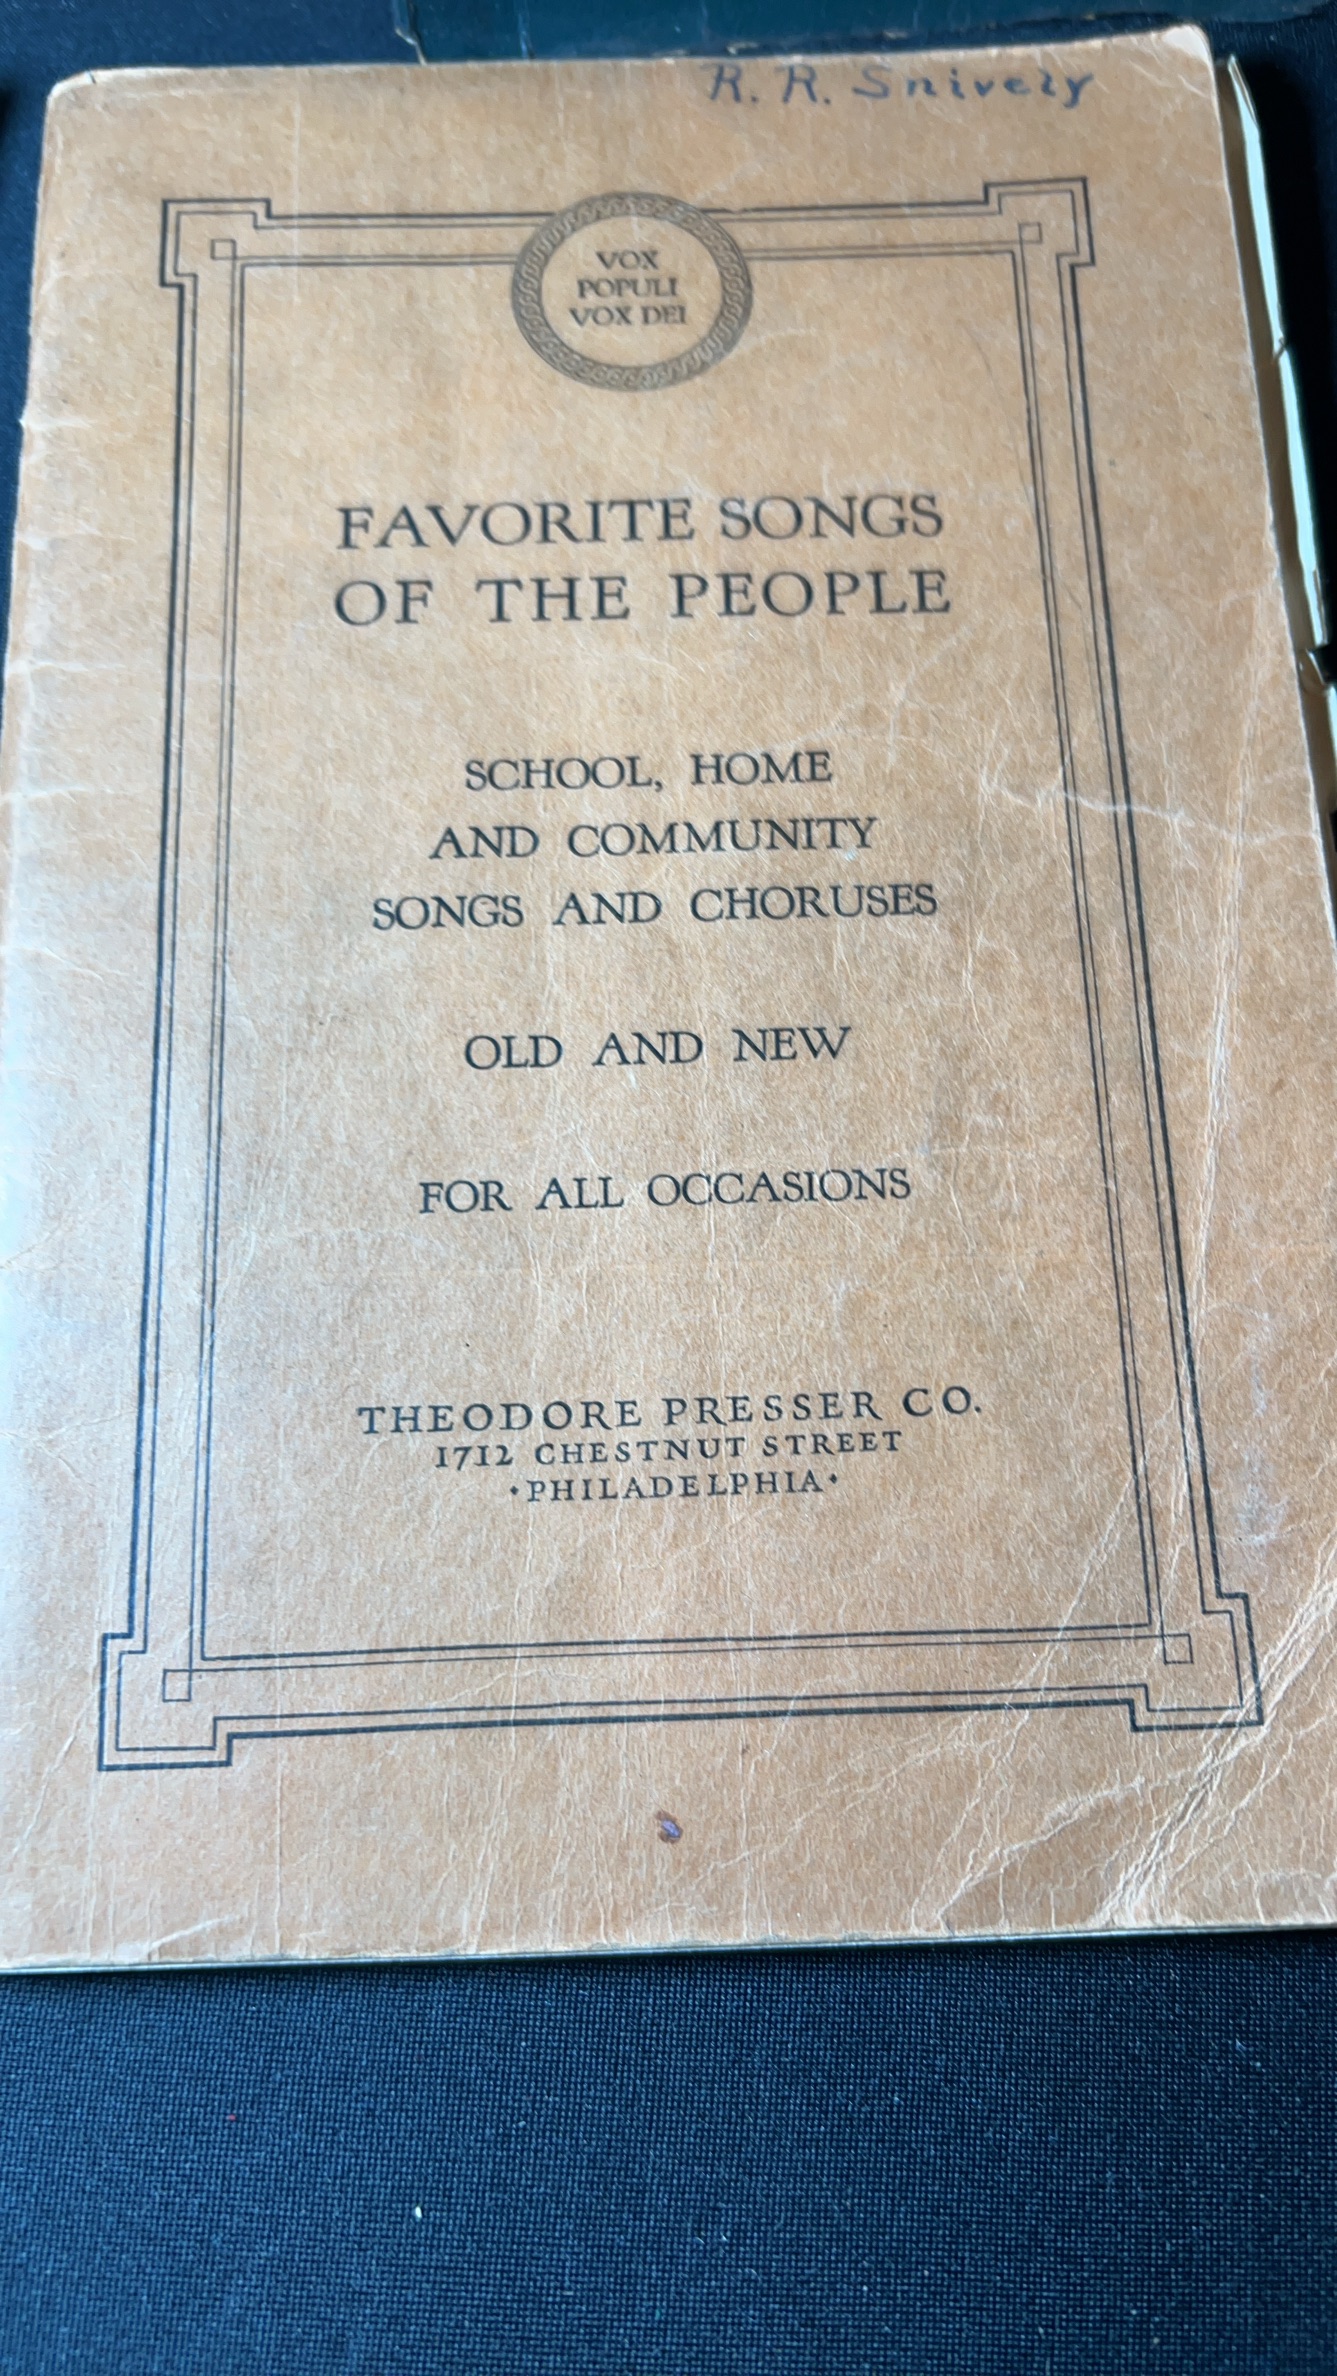 R. R. Snively
VOX
POPULI
VOX DEI
FAVORITE SONGS
OF THE PEOPLE
SCHOOL, HOME
AND COMMUNITY
SONGS AND CHORUSES
OLD AND NEW
FOR ALL OCCASIONS
THEODORE PRESSER CO.
1712 CHESTNUT STREET
·PHILADELPHIA·